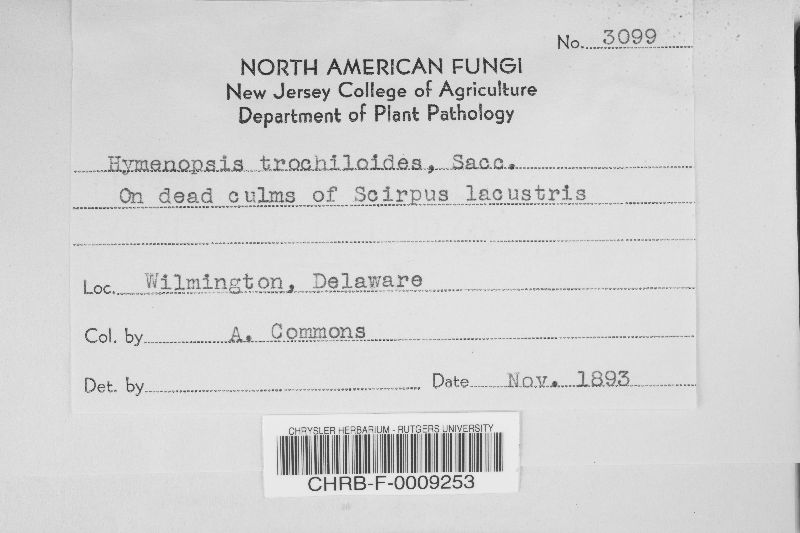 No. 3099
NORTH AMERICAN FUNGI
New Jersey College of Agriculture
Department of Plant Pathology
Hymenopsis trochiloides, Sacc.
On dead culms of Scirpus lacustris
Loc. Wilmington, Delaware
Col. by A. Commons
Det. by Date Nov. 1893
CHRYSLER HERBARIUM - RUTGERS UNIVERSITY
CHRB-F-0009253